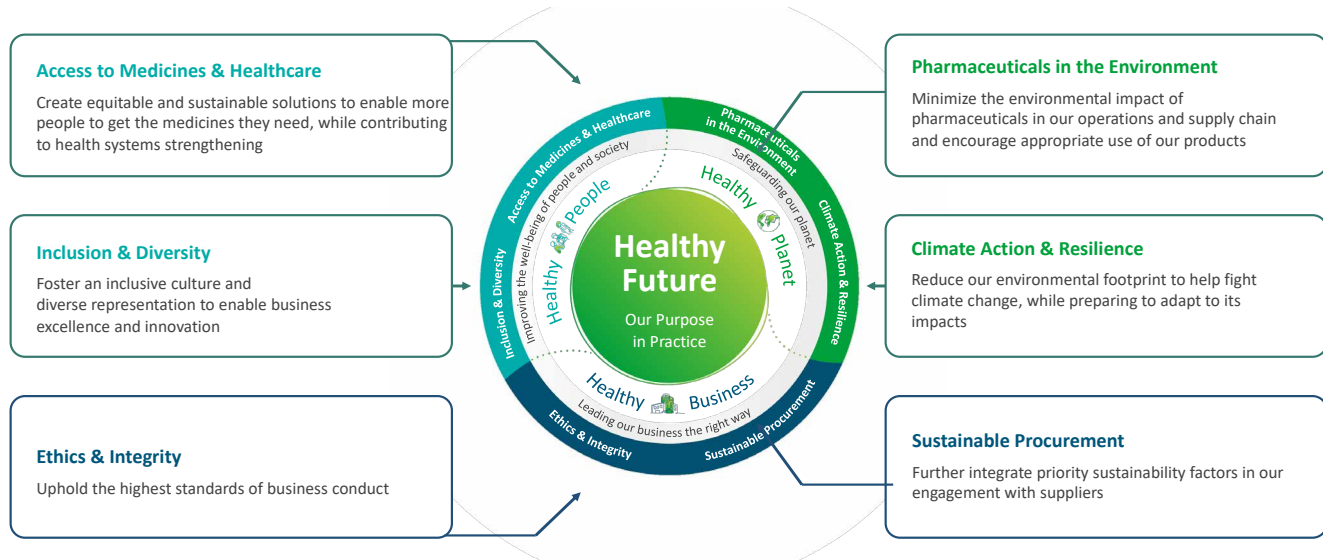 Access to Medicines & Healthcare
Create equitable and sustainable solutions to enable more
people to get the medicines they need, while contributing
to health systems strengthening
Inclusion & Diversity
Foster an inclusive culture and
diverse representation to enable business
excellence and innovation
Ethics & Integrity
Uphold the highest standards of business conduct
Access to Medicines & Healthcare
Inclusion & Diversity
Improving the well-being of people and society
Healthy People
Pharmaceuticals
in the Environment
Climate Action & Resilience
Safeguarding our planet
Healthy Planet
Healthy
Future
Our Purpose
in Practice
Healthy Business
Leading our business the right way
Ethics & Integrity
Sustainable Procurement
Pharmaceuticals in the Environment
Minimize the environmental impact of
pharmaceuticals in our operations and supply chain
and encourage appropriate use of our products
Climate Action & Resilience
Reduce our environmental footprint to help fight
climate change, while preparing to adapt to its
impacts
Sustainable Procurement
Further integrate priority sustainability factors in our
engagement with suppliers